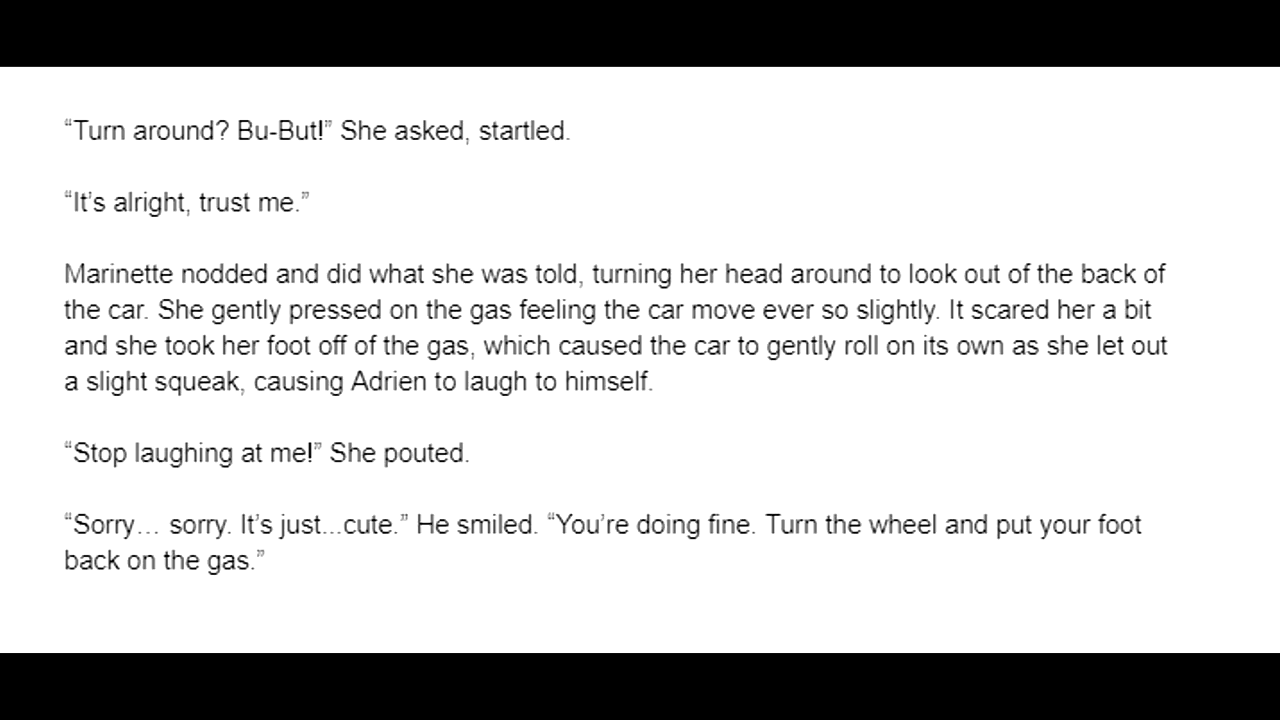 “Turn around? Bu-But!” She asked, startled.
“It’s alright, trust me.”
Marinette nodded and did what she was told, turning her head around to look out of the back of
the car. She gently pressed on the gas feeling the car move ever so slightly. It scared her a bit
and she took her foot off of the gas, which caused the car to gently roll on its own as she let out
a slight squeak, causing Adrien to laugh to himself.
“Stop laughing at me!” She pouted.
“Sorry… sorry. It’s just...cute.” He smiled. “You’re doing fine. Turn the wheel and put your foot
back on the gas.”